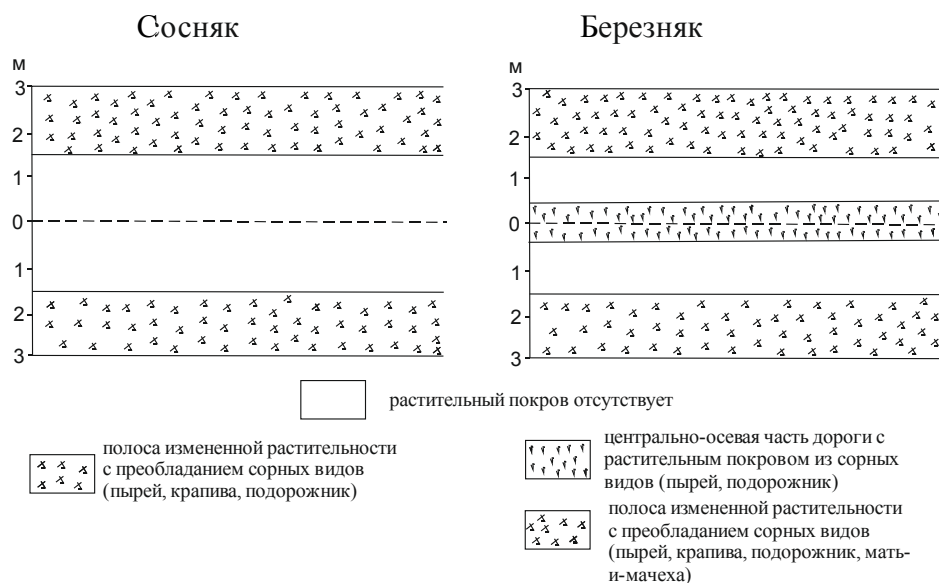 Сосняк
м
3
2
1
0
1
2
3
Березняк
м
3
2
1
0
1
2
3
растительный покров отсутствует
полоса измененной растительности
с преобладанием сорных видов
(пырей, крапива, подорожник)
центрально-осевая часть дороги с
растительным покровом из сорных
видов (пырей, подорожник)
полоса измененной растительности
с преобладанием сорных видов
(пырей, крапива, подорожник, мать-
и-мачеха)